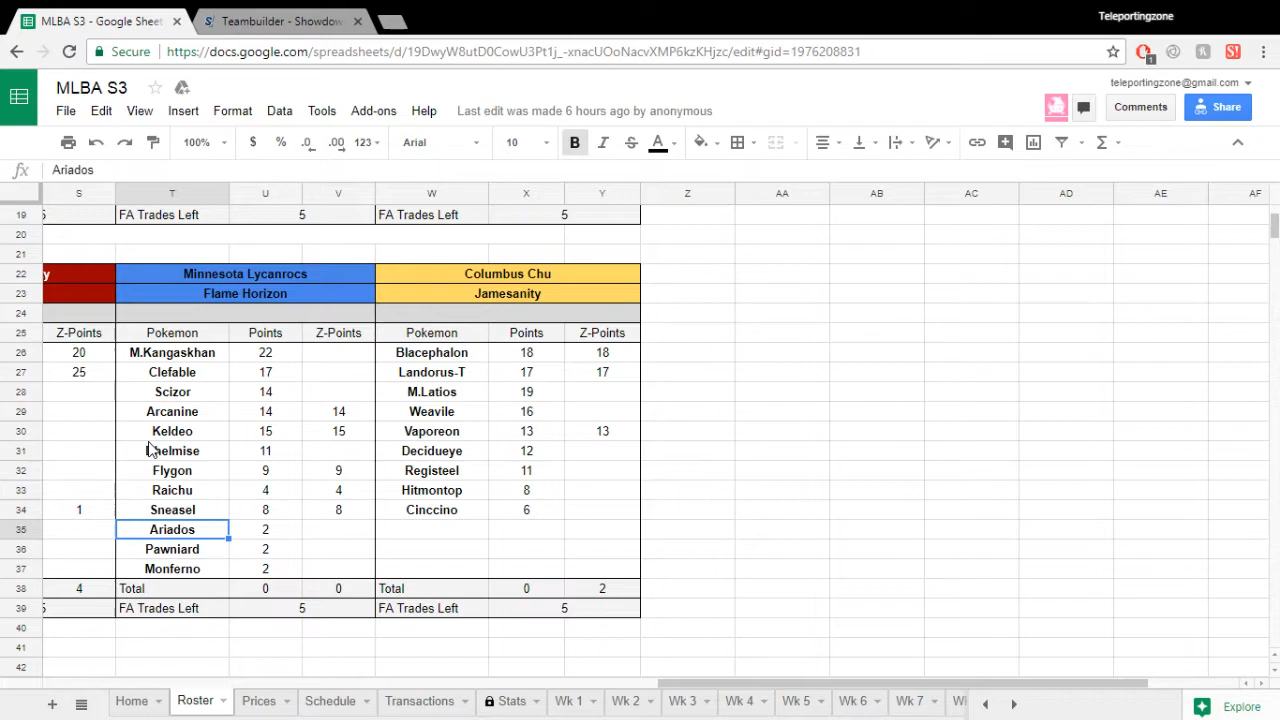 MLBA S3 - Google Sheet
Teambuilder - Showdow
Teleportingzone
Secure
https://docs.google.com/spreadsheets/d/19DwyW8utD0CowU3Pt1j_-xnacUOoNacvXMP6kzKHjzc/edit#gid=1976208831
1
MLBA S3
teleportingzone@gmail.com
File Edit View Insert Format Data Tools Add-ons Help Last edit was made 6 hours ago by anonymous
Comments Share
100% $ % .0 .00 123 Arial 10 B I S A
fx Ariados
S T U V W X Y Z AA AB AC AD AE AF
19 FA Trades Left 5 FA Trades Left 5
20
21
22 y Minnesota Lycanrocs Columbus Chu
23 Flame Horizon Jamesanity
24
25 Z-Points Pokemon Points Z-Points Pokemon Points Z-Points
26 20 M.Kangaskhan 22 Blacephalon 18 18
27 25 Clefable 17 Landorus-T 17 17
28 Scizor 14 M.Latios 19
29 Arcanine 14 14 Weavile 16
30 Keldeo 15 15 Vaporeon 13 13
31 helmise 11 Decidueye 12
32 Flygon 9 9 Registeel 11
33 Raichu 4 4 Hitmontop 8
34 1 Sneasel 8 8 Cinccino 6
35 Ariados 2
36 Pawniard 2
37 Monferno 2
38 4 Total 0 0 Total 0 2
39 FA Trades Left 5 FA Trades Left 5
40
41
42
Home Roster Prices Schedule Transactions Stats Wk 1 Wk 2 Wk 3 Wk 4 Wk 5 Wk 6 Wk 7 W Explore